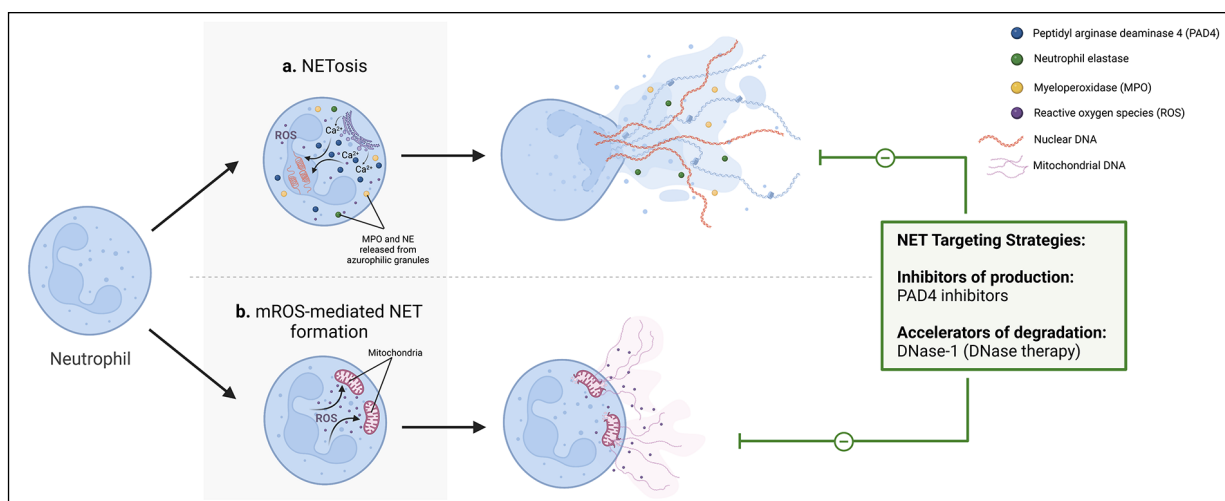 a. NETosis
ROS
Ca²⁺
Ca²⁺
Ca²⁺
MPO and NE
released from
azurophilic granules
Neutrophil
b. mROS-mediated NET
formation
Mitochondria
ROS
Peptidyl arginase deaminase 4 (PAD4)
Neutrophil elastase
Myeloperoxidase (MPO)
Reactive oxygen species (ROS)
Nuclear DNA
Mitochondrial DNA
NET Targeting Strategies:
Inhibitors of production:
PAD4 inhibitors
Accelerators of degradation:
DNase-1 (DNase therapy)